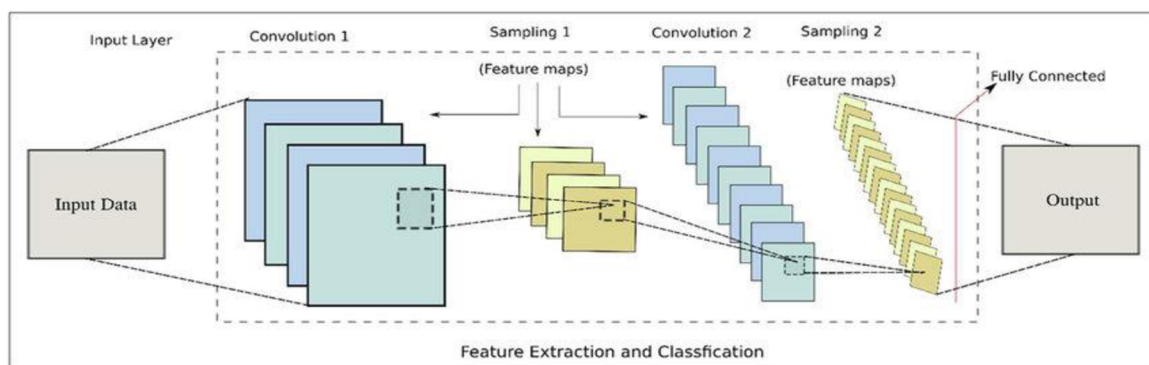 Input Layer
Convolution 1
Sampling 1
Convolution 2
Sampling 2
(Feature maps)
(Feature maps)
Fully Connected
Input Data
Output
Feature Extraction and Classfication